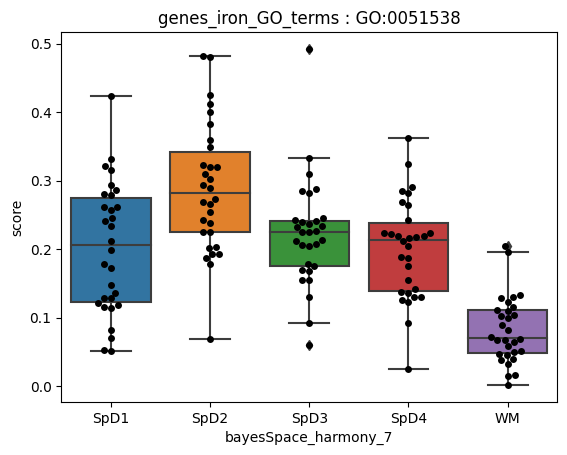 genes_iron_GO_terms : GO:0051538
0.5
0.4
0.3
0.2
0.1
0.0
score
SpD1 SpD2 SpD3 SpD4 WM
bayesSpace_harmony_7